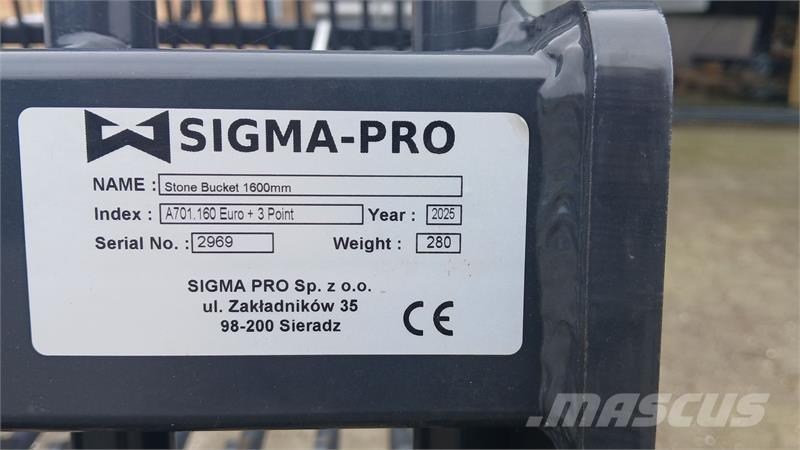 SIGMA-PRO
NAME : Stone Bucket 1600mm
Index : A701.160 Euro + 3 Point Year : 2025
Serial No. : 2969 Weight : 280
SIGMA PRO Sp. z o.o.
ul. Zakładników 35
98-200 Sieradz
CE
MASCUS